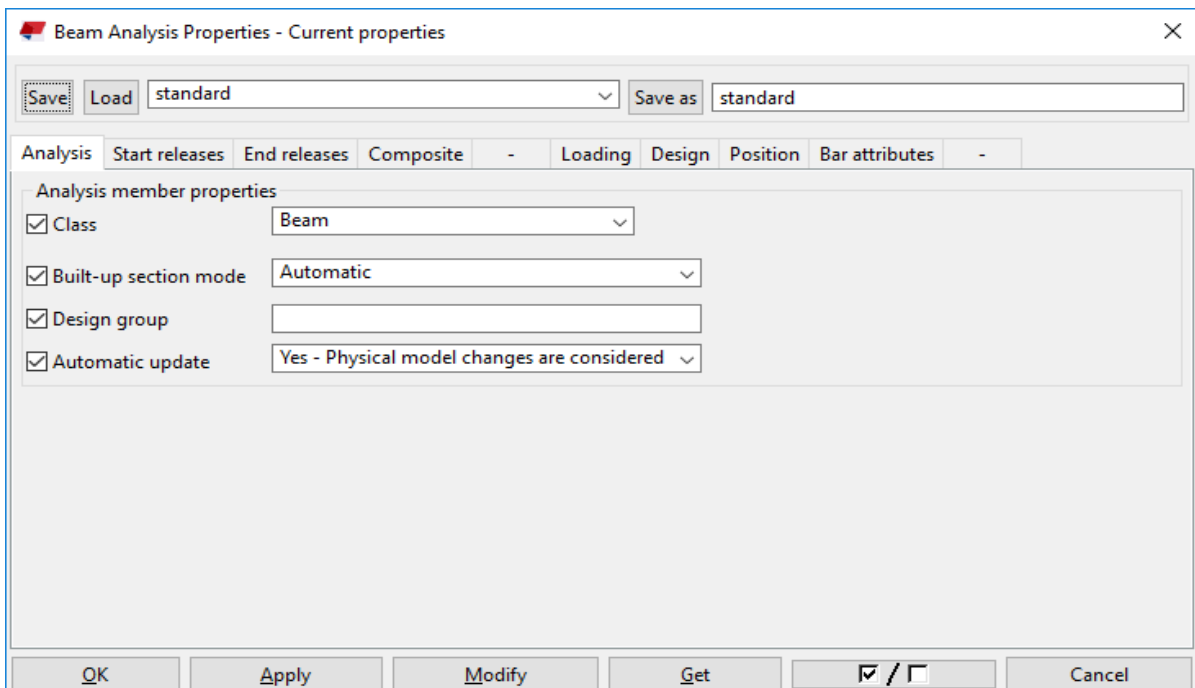 Beam Analysis Properties - Current properties
Save Load standard Save as standard
Analysis Start releases End releases Composite - Loading Design Position Bar attributes -
Analysis member properties
Class Beam
Built-up section mode Automatic
Design group
Automatic update Yes - Physical model changes are considered
OK Apply Modify Get / Cancel